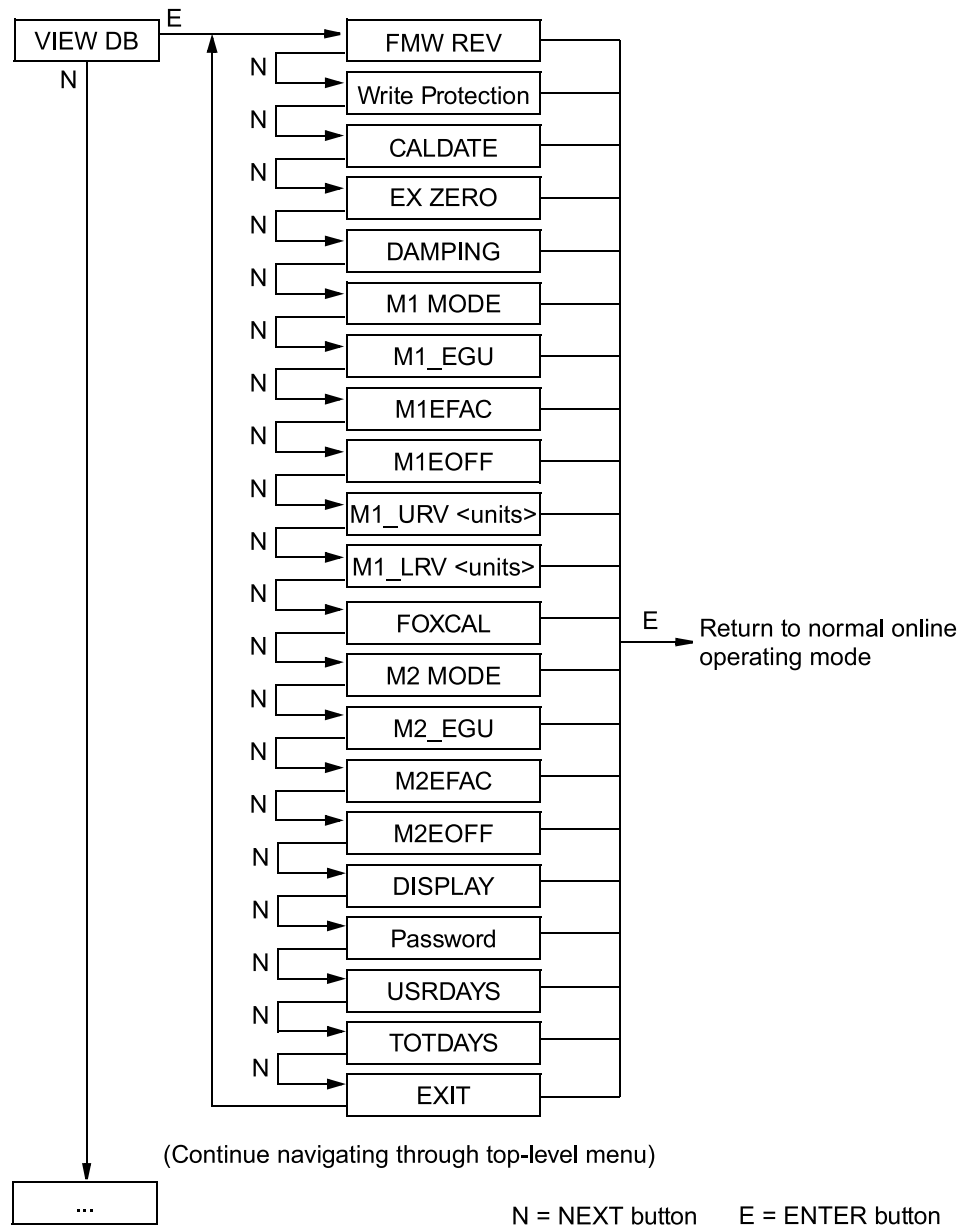 VIEW DB
E
N
FMW REV
N
Write Protection
N
CALDATE
N
EX ZERO
N
DAMPING
N
M1 MODE
N
M1_EGU
N
M1EFAC
N
M1EOFF
N
M1_URV <units>
N
M1_LRV <units>
N
FOXCAL
E
Return to normal online
operating mode
N
M2 MODE
N
M2_EGU
N
M2EFAC
N
M2EOFF
N
DISPLAY
N
Password
N
USRDAYS
N
TOTDAYS
N
EXIT
(Continue navigating through top-level menu)
...
N = NEXT button E = ENTER button